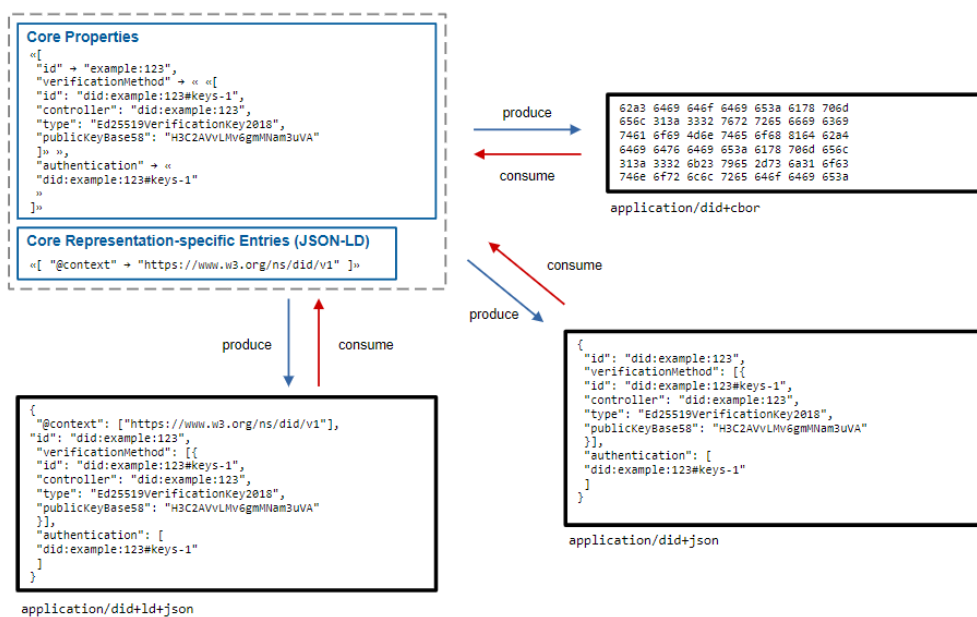 Core Properties
«[
"id" → "example:123",
"verificationMethod" → « «[
"id": "did:example:123#keys-1",
"controller": "did:example:123",
"type": "Ed25519VerificationKey2018",
"publicKeyBase58": "H3C2AVvLMv6gmMNam3uVA"
]» »,
"authentication" → «
"did:example:123#keys-1"
»
]»
Core Representation-specific Entries (JSON-LD)
«[ "@context" → "https://www.w3.org/ns/did/v1" ]»
produce
consume
62a3 6469 646f 6469 653a 6178 706d
656c 313a 3332 7672 7265 6669 6369
7461 6f69 4d6e 7465 6f68 8164 62a4
6469 6476 6469 653a 6178 706d 656c
313a 3332 6b23 7965 2d73 6a31 6f63
746e 6f72 6c6c 7265 646f 6469 653a
application/did+cbor
consume
produce
{
"id": "did:example:123",
"verificationMethod": [{
"id": "did:example:123#keys-1",
"controller": "did:example:123",
"type": "Ed25519VerificationKey2018",
"publicKeyBase58": "H3C2AVvLMv6gmMNam3uVA"
}],
"authentication": [
"did:example:123#keys-1"
]
}
application/did+json
produce
consume
{
"@context": ["https://www.w3.org/ns/did/v1"],
"id": "did:example:123",
"verificationMethod": [{
"id": "did:example:123#keys-1",
"controller": "did:example:123",
"type": "Ed25519VerificationKey2018",
"publicKeyBase58": "H3C2AVvLMv6gmMNam3uVA"
}],
"authentication": [
"did:example:123#keys-1"
]
}
application/did+ld+json